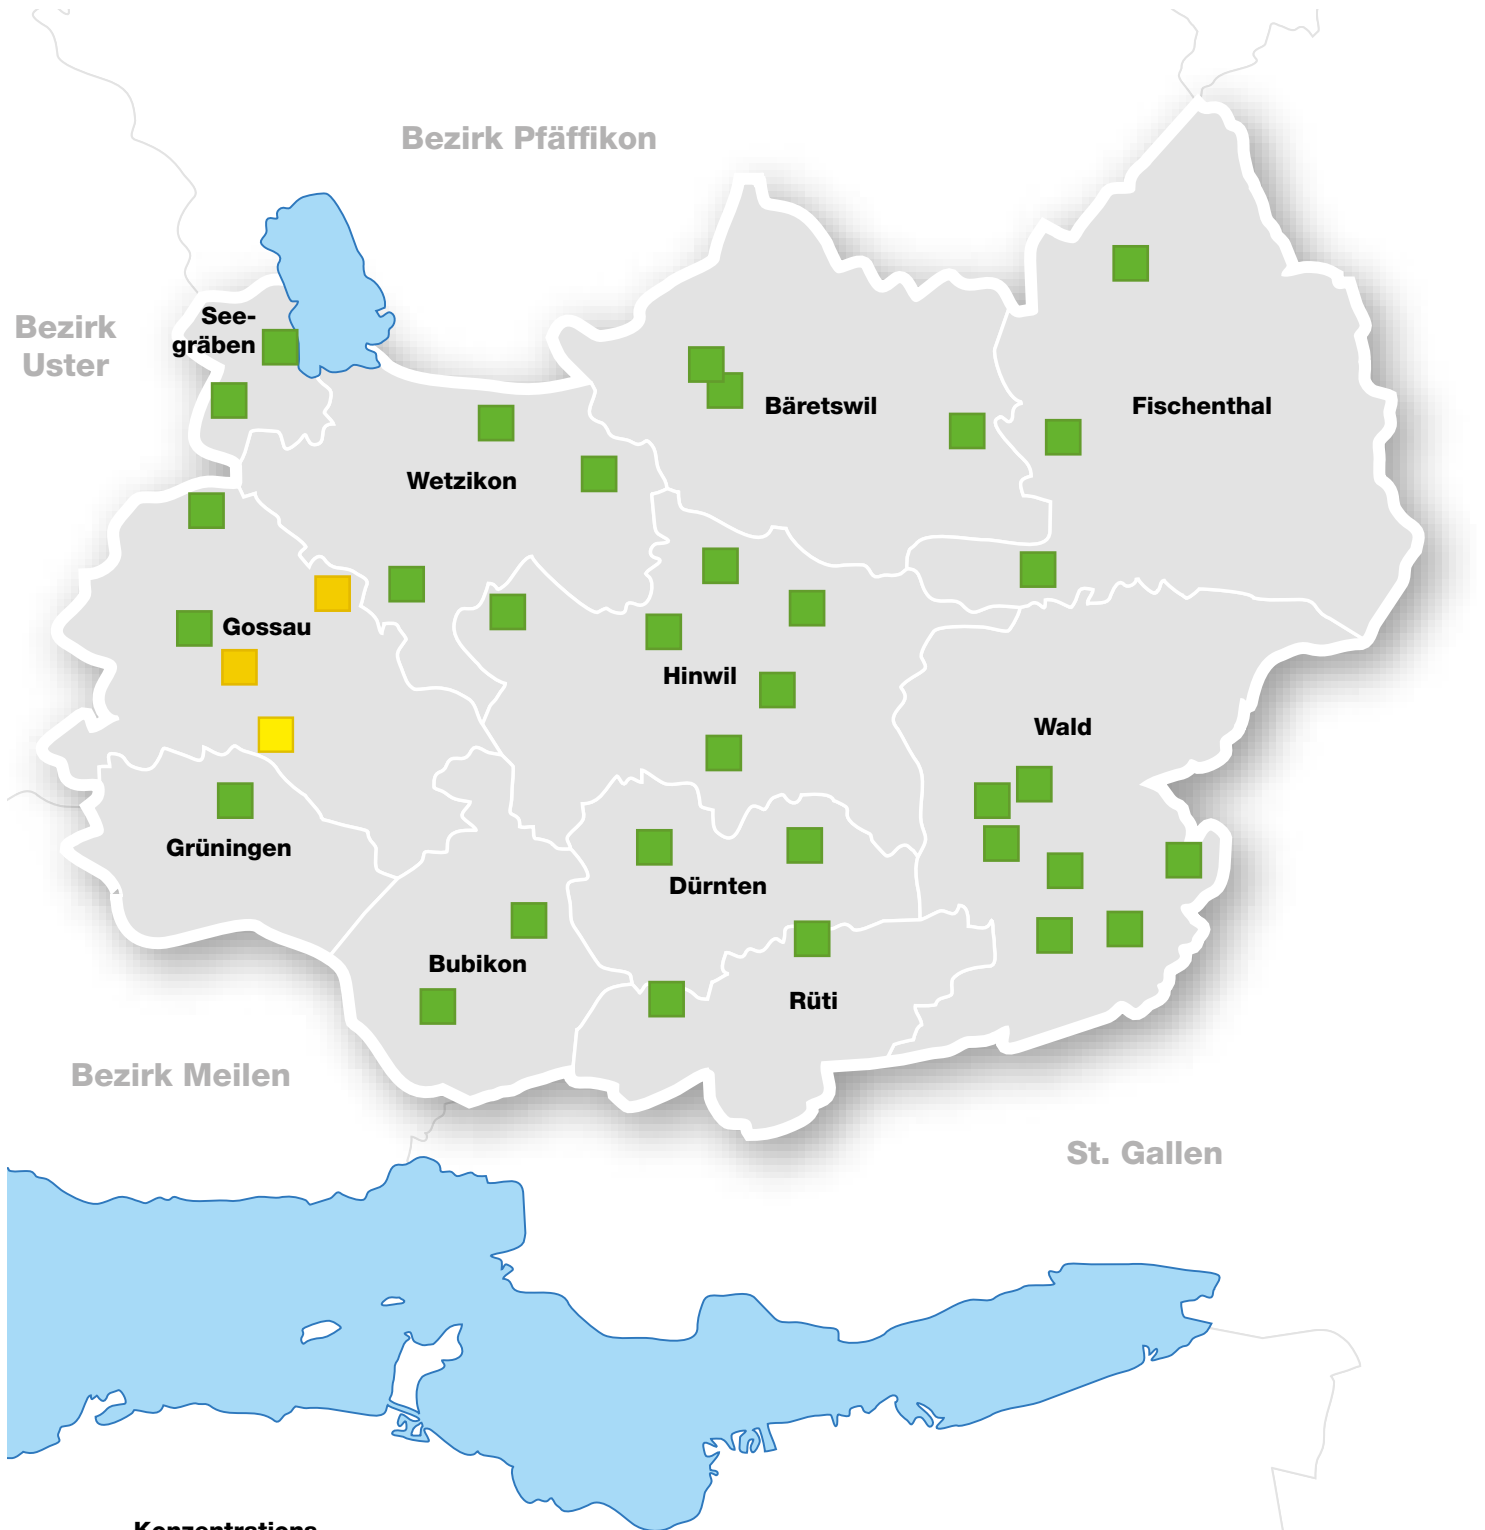 Bezirk Pfäffikon
Bezirk
Uster
See-
gräben
Bäretswil
Fischenthal
Wetzikon
Gossau
Hinwil
Wald
Grüningen
Dürnten
Bubikon
Rüti
Bezirk Meilen
St. Gallen
Konzentrations